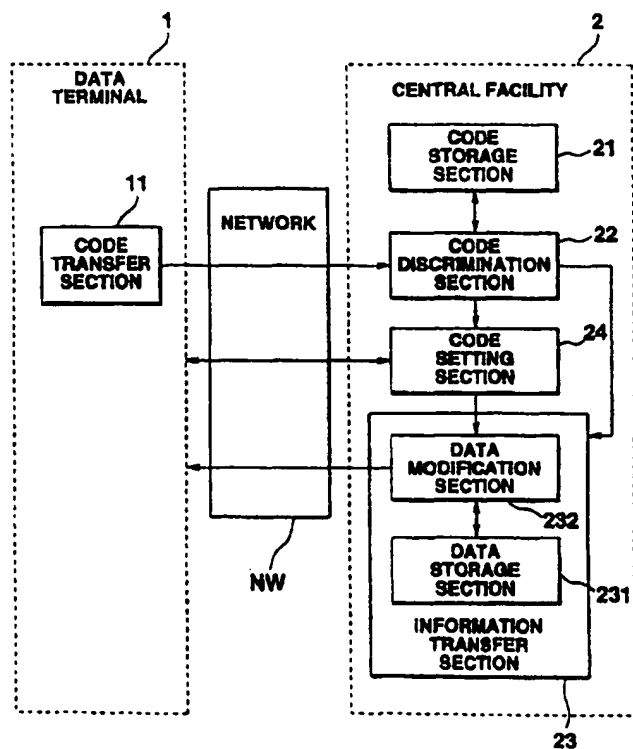 1
DATA
TERMINAL
11
CODE
TRANSFER
SECTION
NETWORK
NW
2
CENTRAL FACILITY
CODE
STORAGE
SECTION
21
CODE
DISCRIMINATION
SECTION
22
CODE
SETTING
SECTION
24
DATA
MODIFICATION
SECTION
232
DATA
STORAGE
SECTION
231
INFORMATION
TRANSFER
SECTION
23